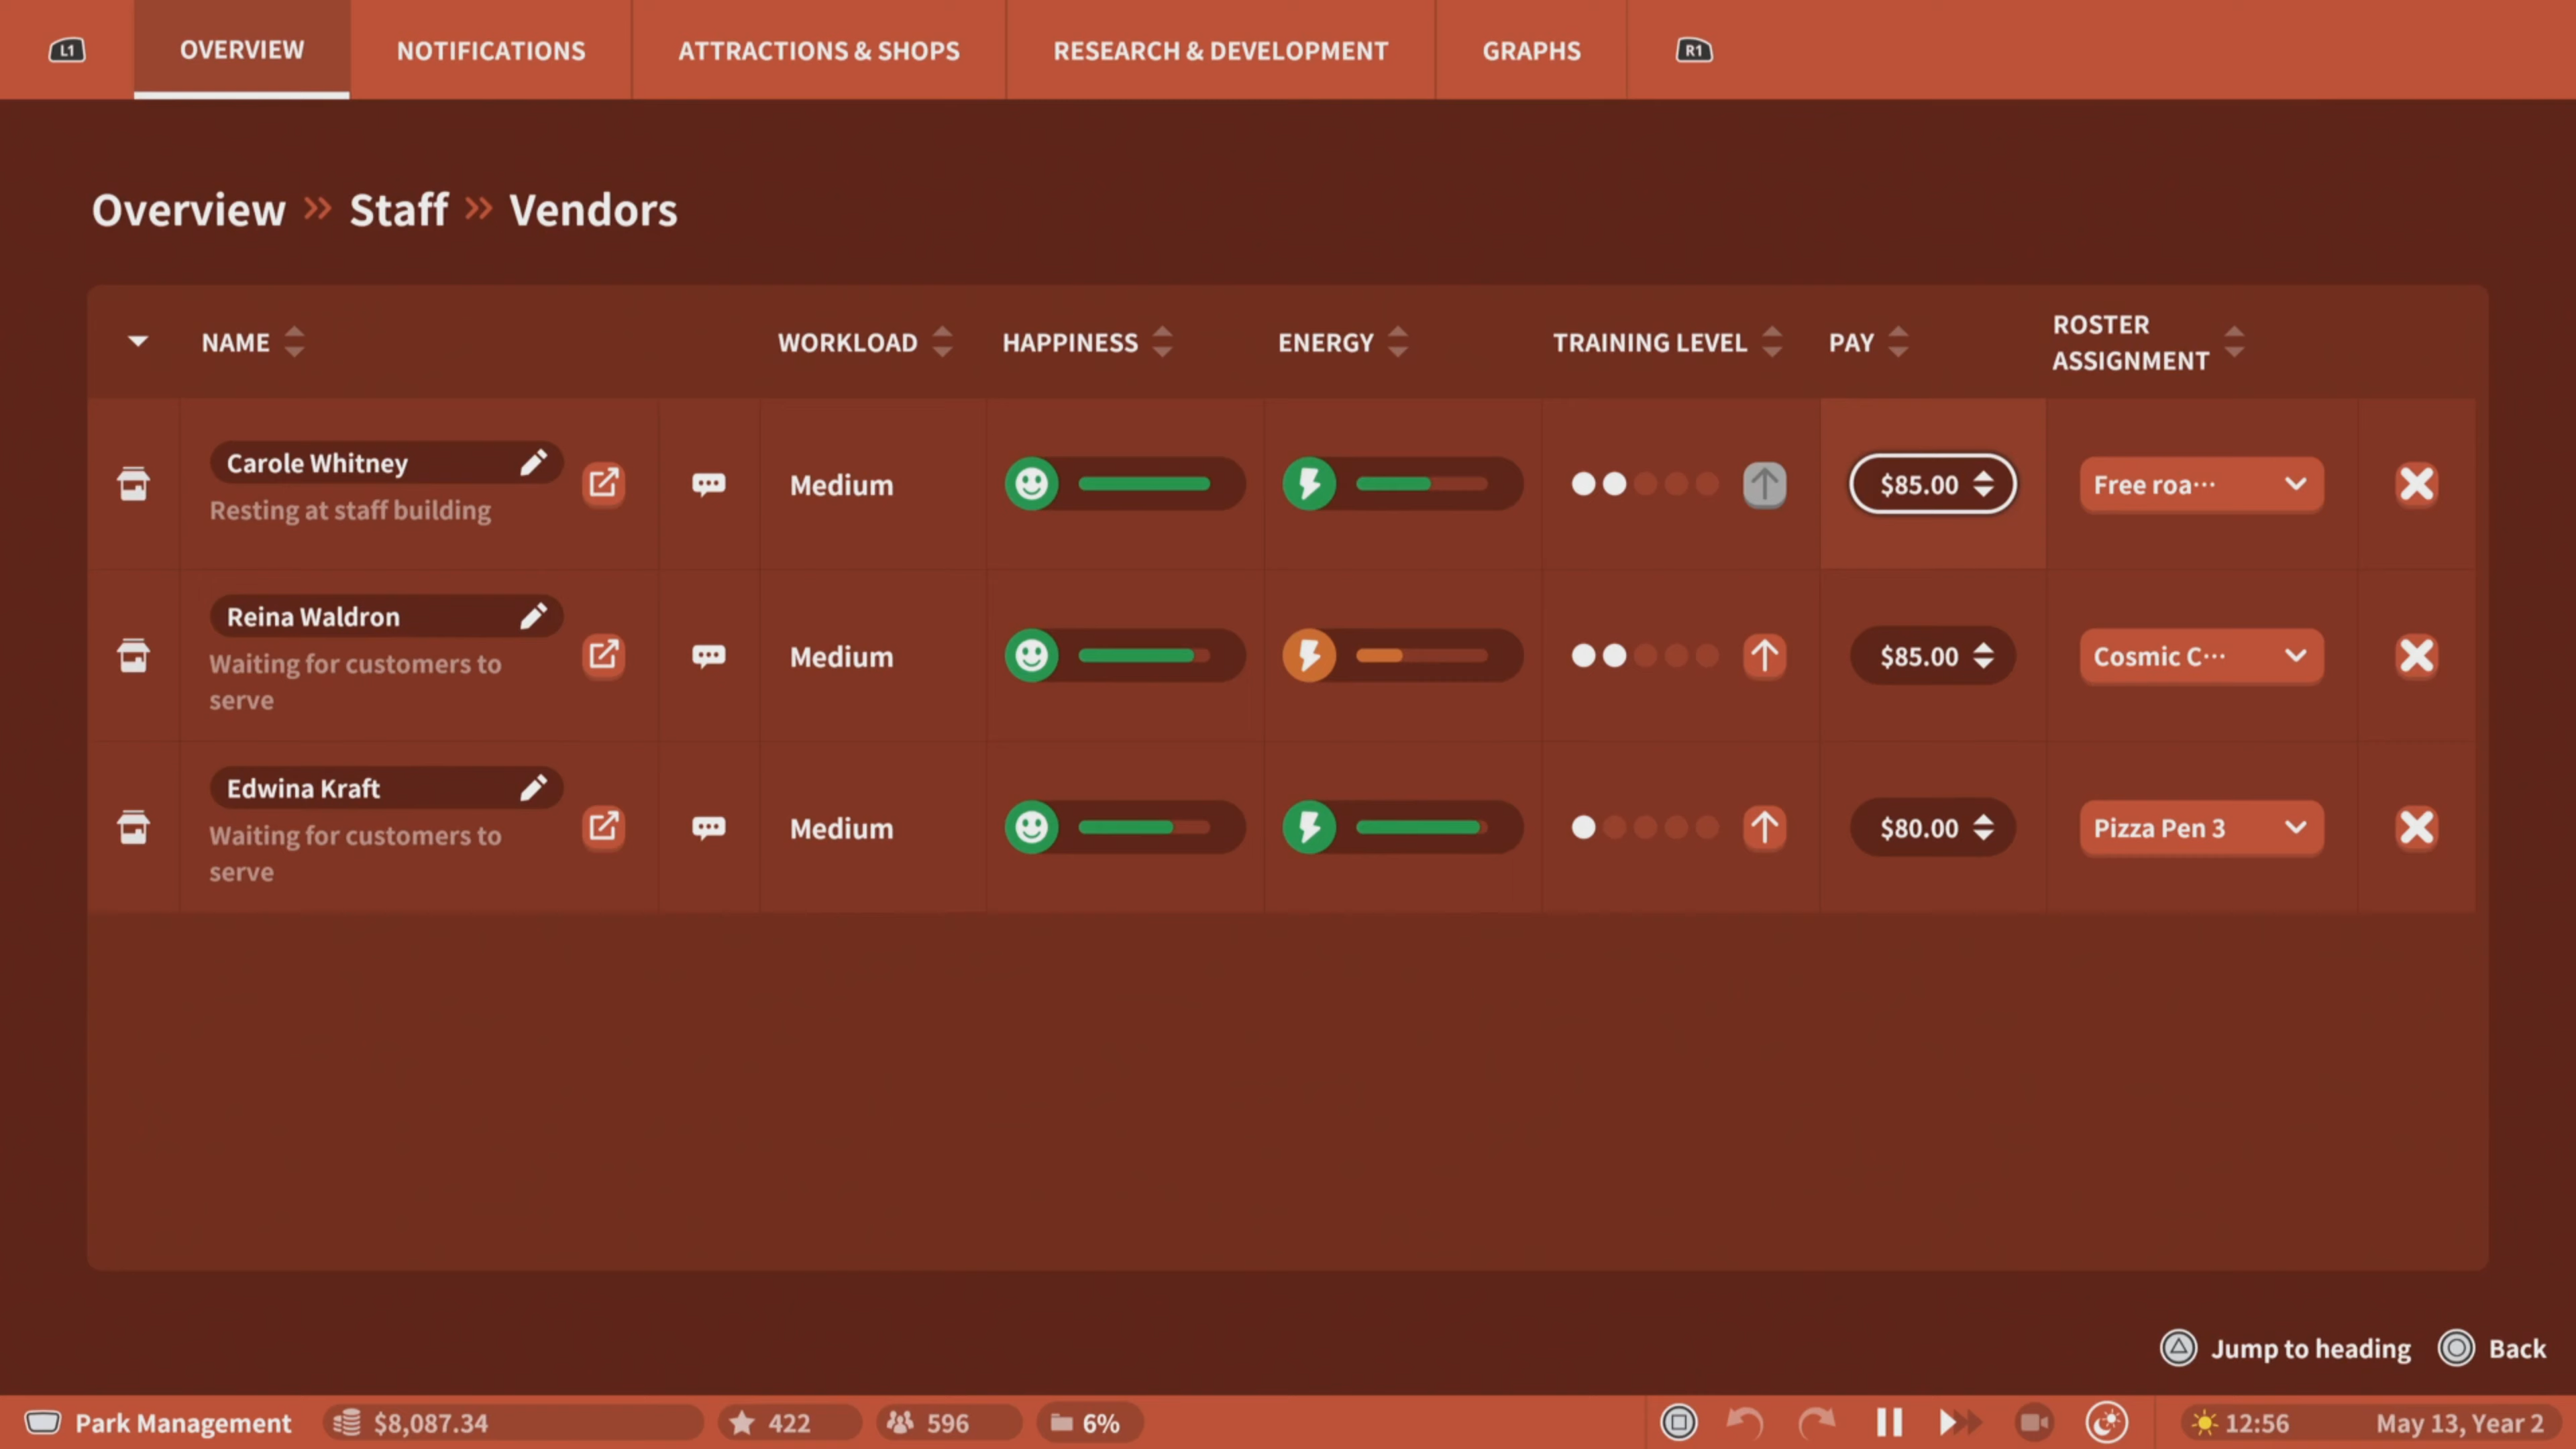 L1 OVERVIEW NOTIFICATIONS ATTRACTIONS & SHOPS RESEARCH & DEVELOPMENT GRAPHS R1
Overview » Staff » Vendors
NAME WORKLOAD HAPPINESS ENERGY TRAINING LEVEL PAY ROSTER
ASSIGNMENT
Carole Whitney
Resting at staff building
Medium $85.00 Free roa···
Reina Waldron
Waiting for customers to
serve
Medium $85.00 Cosmic C···
Edwina Kraft
Waiting for customers to
serve
Medium $80.00 Pizza Pen 3
Jump to heading Back
Park Management $8,087.34 422 596 6% 12:56 May 13, Year 2